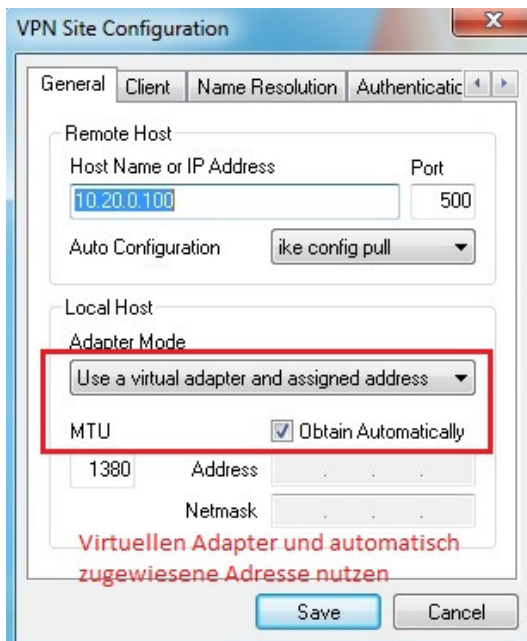 VPN Site Configuration
General Client Name Resolution Authenticatic
Remote Host
Host Name or IP Address Port
10.20.0.100 500
Auto Configuration ike config pull
Local Host
Adapter Mode
Use a virtual adapter and assigned address
MTU Obtain Automatically
1380 Address . . .
Netmask . . .
Virtuellen Adapter und automatisch
zugewiesene Adresse nutzen
Save Cancel